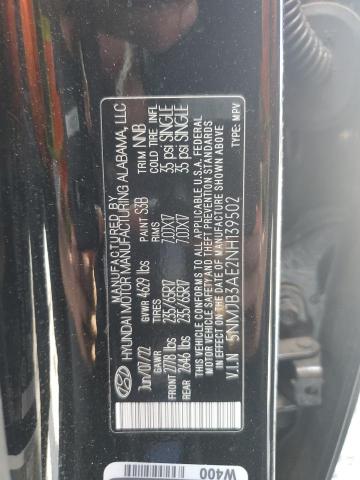 MANUFACTURED BY
HYUNDAI MOTOR MANUFACTURING ALABAMA, LLC
Jun/07/22 GVWR 4629 lbs PAINT S3B TRIM NNB
GAWR TIRES RIMS COLD TIRE INFL
FRONT 2778 lbs 235/65R17 7.0JX17 35 psi SINGLE
REAR 2646 lbs 235/65R17 7.0JX17 35 psi SINGLE
THIS VEHICLE CONFORMS TO ALL APPLICABLE U.S.A. FEDERAL
MOTOR VEHICLE SAFETY AND THEFT PREVENTION STANDARDS
IN EFFECT ON THE DATE OF MANUFACTURE SHOWN ABOVE.
V.I.N 5NMJB3AE2NH139502 TYPE: MPV
W400